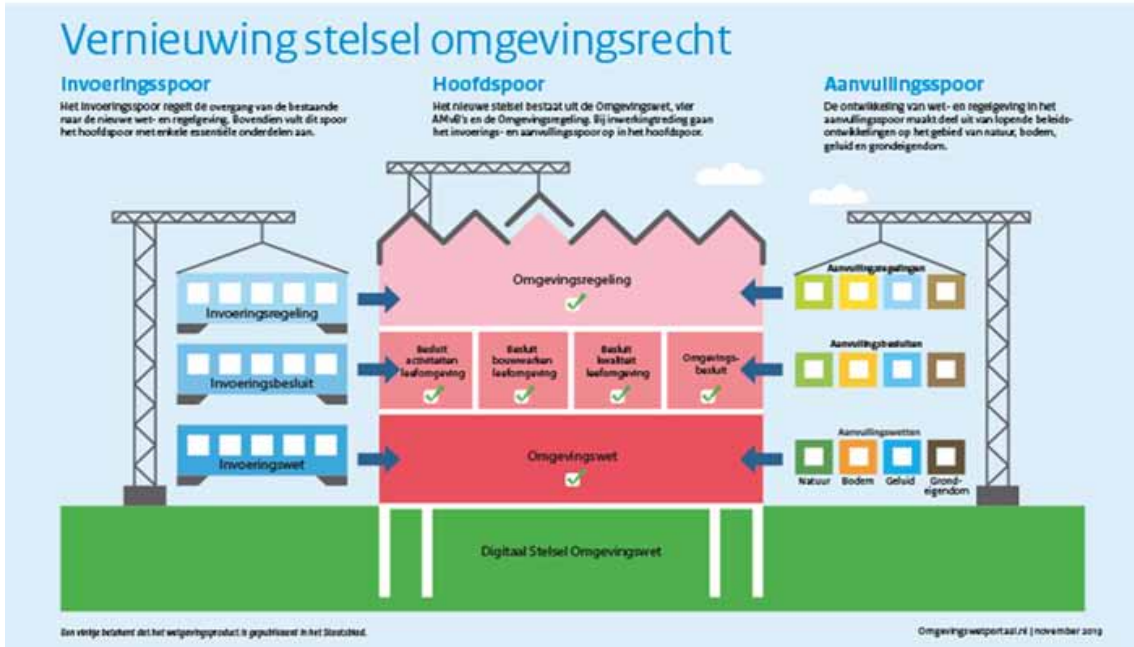 Vernieuwing stelsel omgevingsrecht
Invoeringsspoor
Het invoeringsspoor regelt de overgang van de bestaande
naar de nieuwe wet- en regelgeving. Bovendien vult dit spoor
het hoofdspoor met enkele essentiële onderdelen aan.
Hoofdspoor
Het nieuwe stelsel bestaat uit de Omgevingswet, vier
AMvB's en de Omgevingsregeling. Bij inwerkingtreding gaan
het invoerings- en aanvullingsspoor op in het hoofdspoor.
Aanvullingsspoor
De ontwikkeling van wet- en regelgeving in het
aanvullingsspoor maakt deel uit van lopende beleids-
ontwikkelingen op het gebied van natuur, bodem,
geluid en grondeigendom.
Invoeringsregeling
Omgevingsregeling
Aanvullingsregelingen
Invoeringsbesluit
Besluit
activiteiten
leefomgeving
Besluit
bouwwerken
leefomgeving
Besluit
kwaliteit
leefomgeving
Omgevings-
besluit
Aanvullingsbesluiten
Invoeringswet
Omgevingswet
Aanvullingswetten
Natuur
Bodem
Geluid
Grond-
eigendom
Digitaal Stelsel Omgevingswet
Een vinkje betekent dat het wetgevingsproduct is gepubliceerd in het Staatsblad.
Omgevingswetportaal.nl | november 2019